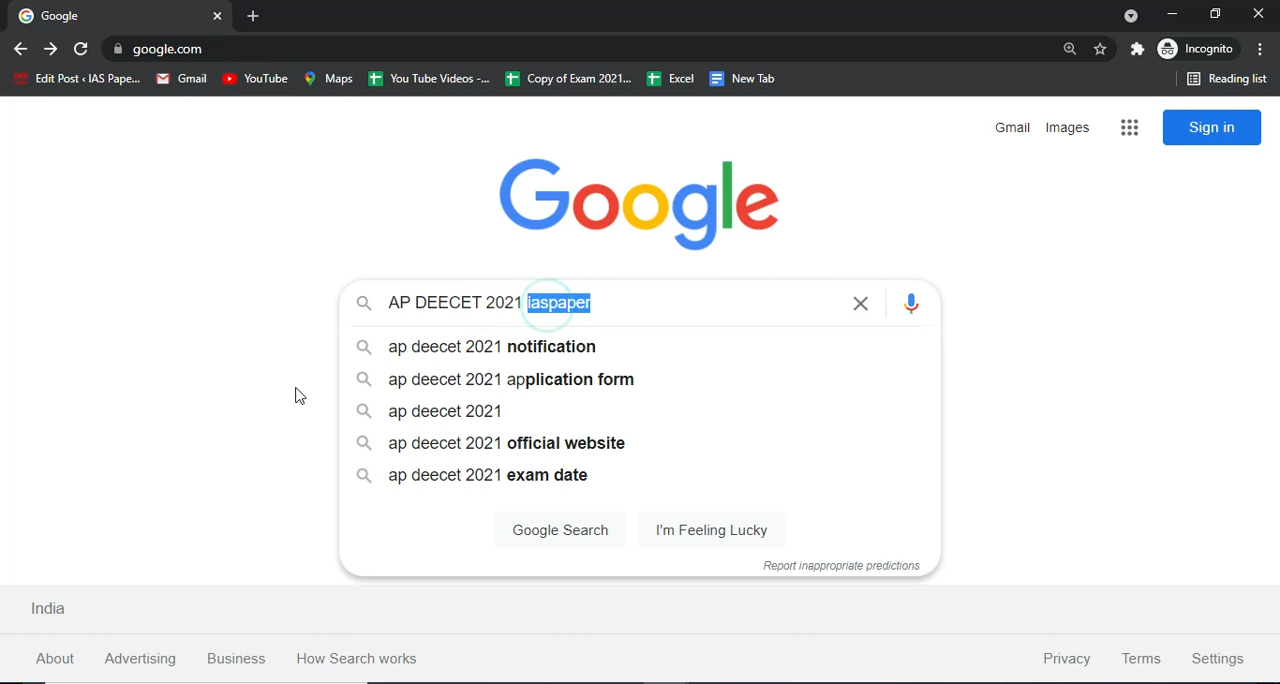 Google
google.com
Incognito
Edit Post ‹ IAS Pape... Gmail YouTube Maps You Tube Videos -... Copy of Exam 2021... Excel New Tab Reading list
Gmail Images Sign in
Google
AP DEECET 2021 iaspaper
ap deecet 2021 notification
ap deecet 2021 application form
ap deecet 2021
ap deecet 2021 official website
ap deecet 2021 exam date
Google Search I'm Feeling Lucky
Report inappropriate predictions
India
About Advertising Business How Search works Privacy Terms Settings